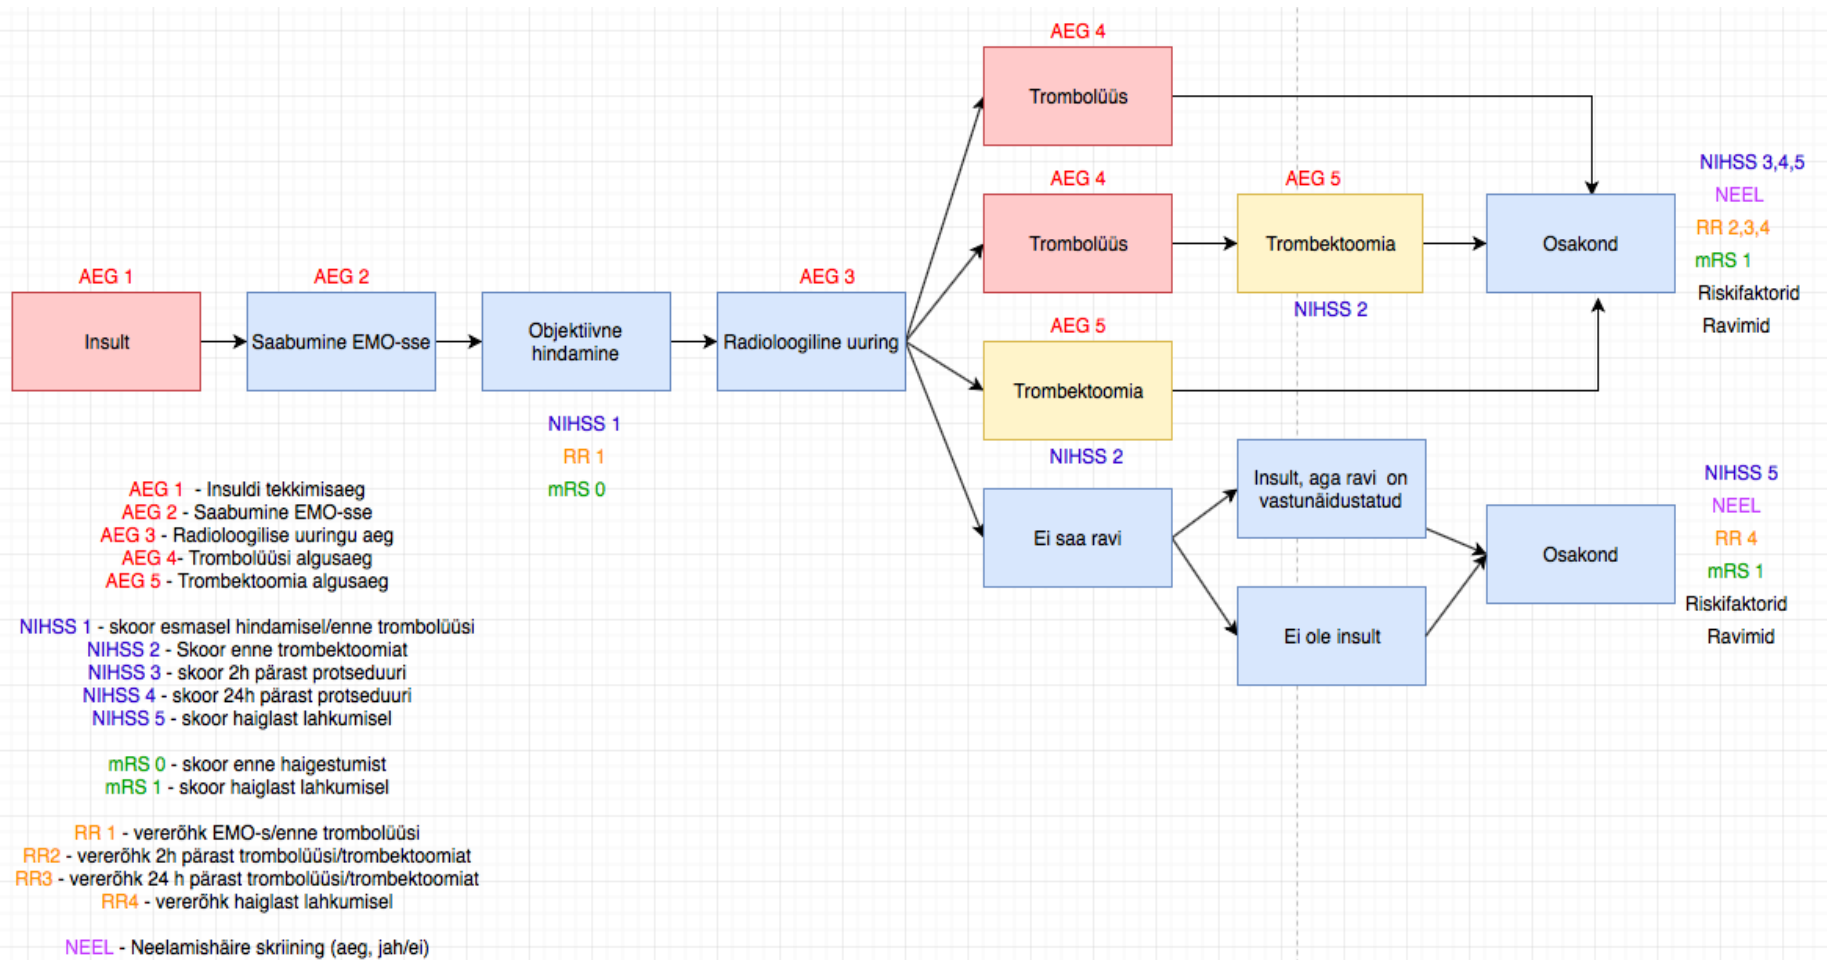 AEG 4
Trombolüüs
AEG 4
Trombolüüs
AEG 5
Trombektoomia
NIHSS 2
Osakond
NIHSS 3,4,5
NEEL
RR 2,3,4
mRS 1
Riskifaktorid
Ravimid
AEG 1
Insult
AEG 2
Saabumine EMO-sse
Objektiivne
hindamine
NIHSS 1
RR 1
mRS 0
AEG 3
Radioloogiline uuring
AEG 5
Trombektoomia
NIHSS 2
Ei saa ravi
Insult, aga ravi on
vastunäidustatud
Ei ole insult
Osakond
NIHSS 5
NEEL
RR 4
mRS 1
Riskifaktorid
Ravimid
AEG 1 - Insuldi tekkimisaeg
AEG 2 - Saabumine EMO-sse
AEG 3 - Radioloogilise uuringu aeg
AEG 4- Trombolüüsi algusaeg
AEG 5 - Trombektoomia algusaeg
NIHSS 1 - skoor esmasel hindamisel/enne trombolüüsi
NIHSS 2 - Skoor enne trombektoomiat
NIHSS 3 - skoor 2h pärast protseduuri
NIHSS 4 - skoor 24h pärast protseduuri
NIHSS 5 - skoor haiglast lahkumisel
mRS 0 - skoor enne haigestumist
mRS 1 - skoor haiglast lahkumisel
RR 1 - vererõhk EMO-s/enne trombolüüsi
RR2 - vererõhk 2h pärast trombolüüsi/trombektoomiat
RR3 - vererõhk 24 h pärast trombolüüsi/trombektoomiat
RR4 - vererõhk haiglast lahkumisel
NEEL - Neelamishäire skriining (aeg, jah/ei)